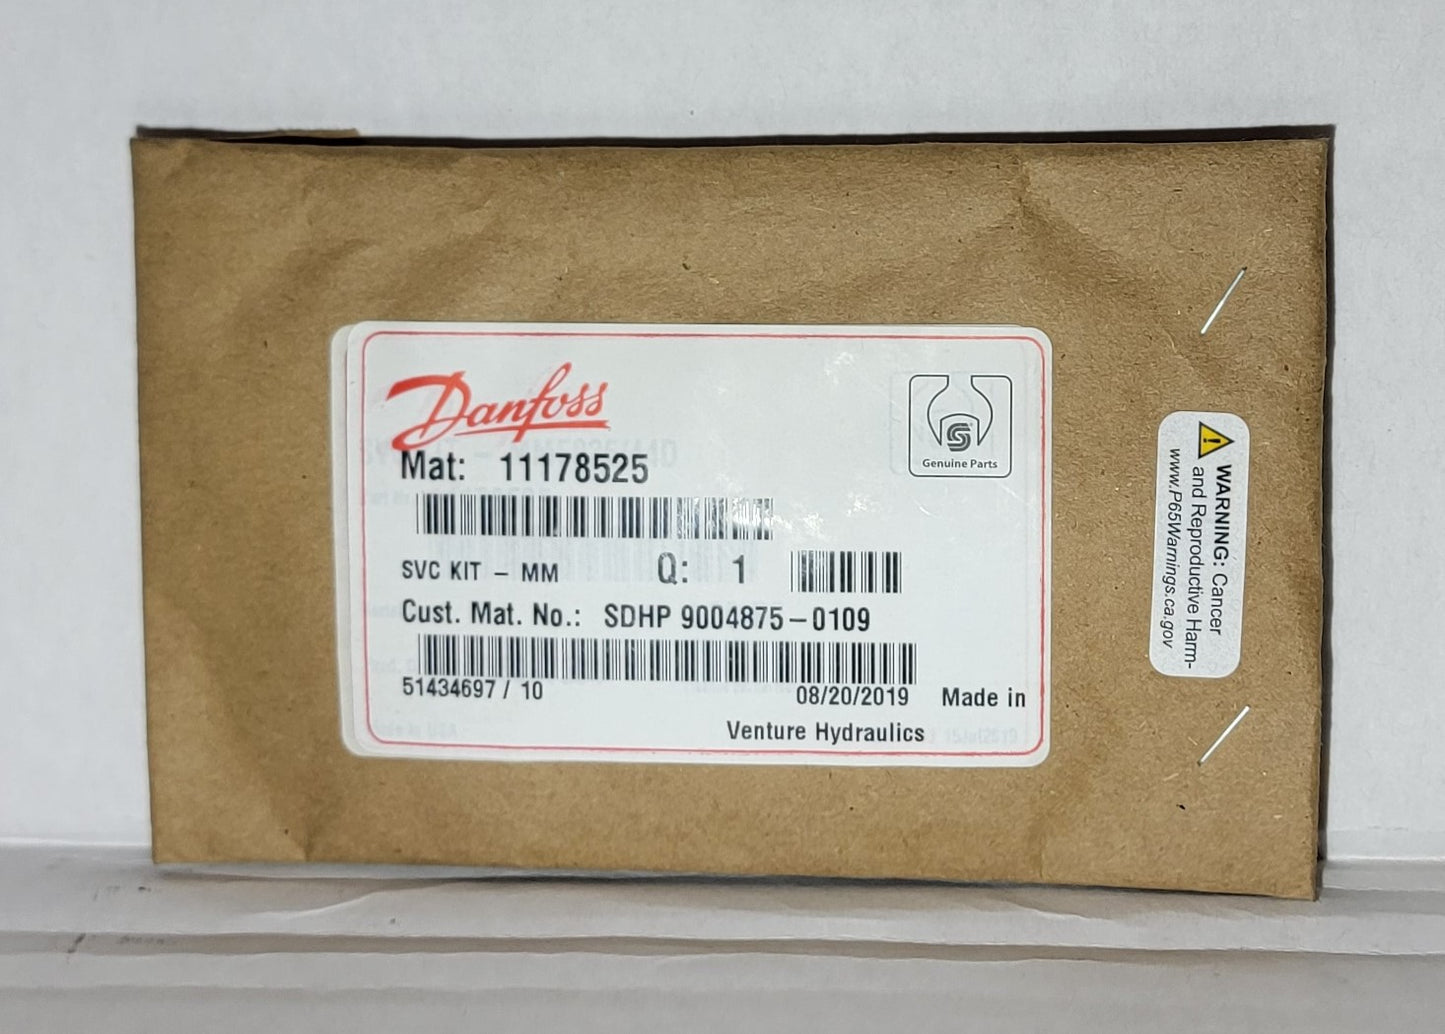 Danfoss
Genuine Parts
Mat: 11178525
SVC KIT - MM Q: 1
Cust. Mat. No.: SDHP 9004875-0109
51434697 / 10 08/20/2019 Made in
Venture Hydraulics
WARNING: Cancer
and Reproductive Harm-
www.P65Warnings.ca.gov